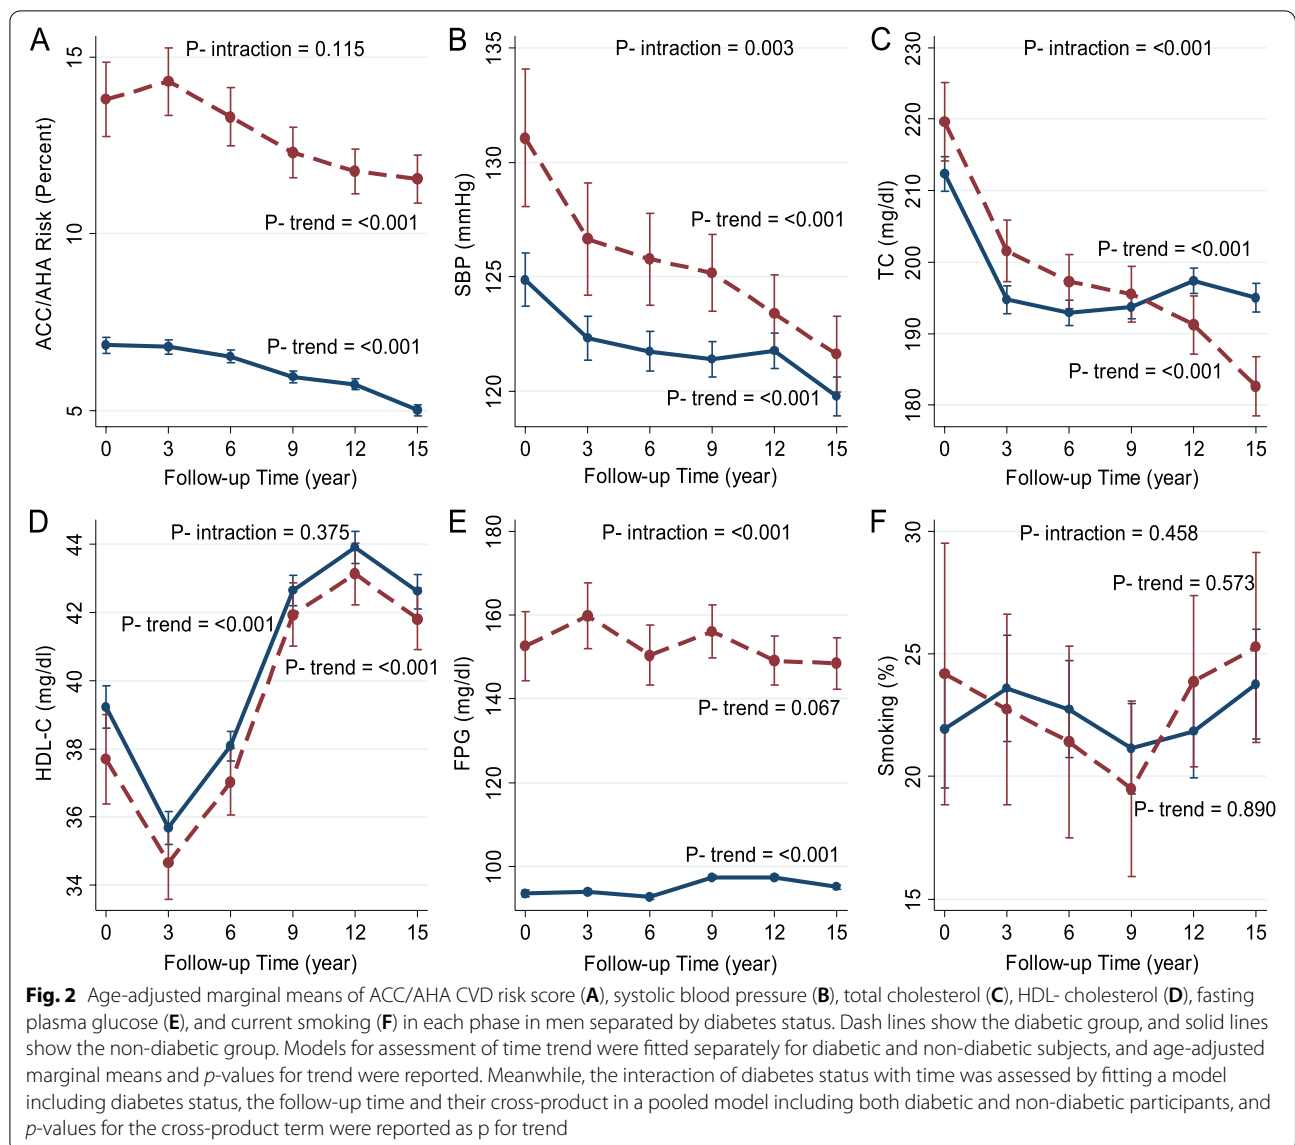 A
P- intraction = 0.115
15
10
5
ACC/AHA Risk (Percent)
P- trend = <0.001
P- trend = <0.001
0 3 6 9 12 15
Follow-up Time (year)
B
P- intraction = 0.003
135
130
125
120
SBP (mmHg)
P- trend = <0.001
P- trend = <0.001
0 3 6 9 12 15
Follow-up Time (year)
C
P- intraction = <0.001
230
220
210
200
190
180
TC (mg/dl)
P- trend = <0.001
P- trend = <0.001
0 3 6 9 12 15
Follow-up Time (year)
D
P- intraction = 0.375
44
42
40
38
36
34
HDL-C (mg/dl)
P- trend = <0.001
P- trend = <0.001
0 3 6 9 12 15
Follow-up Time (year)
E
P- intraction = <0.001
180
160
140
120
100
FPG (mg/dl)
P- trend = 0.067
P- trend = <0.001
0 3 6 9 12 15
Follow-up Time (year)
F
P- intraction = 0.458
30
25
20
15
Smoking (%)
P- trend = 0.573
P- trend = 0.890
0 3 6 9 12 15
Follow-up Time (year)
Fig. 2 Age-adjusted marginal means of ACC/AHA CVD risk score (A), systolic blood pressure (B), total cholesterol (C), HDL- cholesterol (D), fasting
plasma glucose (E), and current smoking (F) in each phase in men separated by diabetes status. Dash lines show the diabetic group, and solid lines
show the non-diabetic group. Models for assessment of time trend were fitted separately for diabetic and non-diabetic subjects, and age-adjusted
marginal means and p-values for trend were reported. Meanwhile, the interaction of diabetes status with time was assessed by fitting a model
including diabetes status, the follow-up time and their cross-product in a pooled model including both diabetic and non-diabetic participants, and
p-values for the cross-product term were reported as p for trend